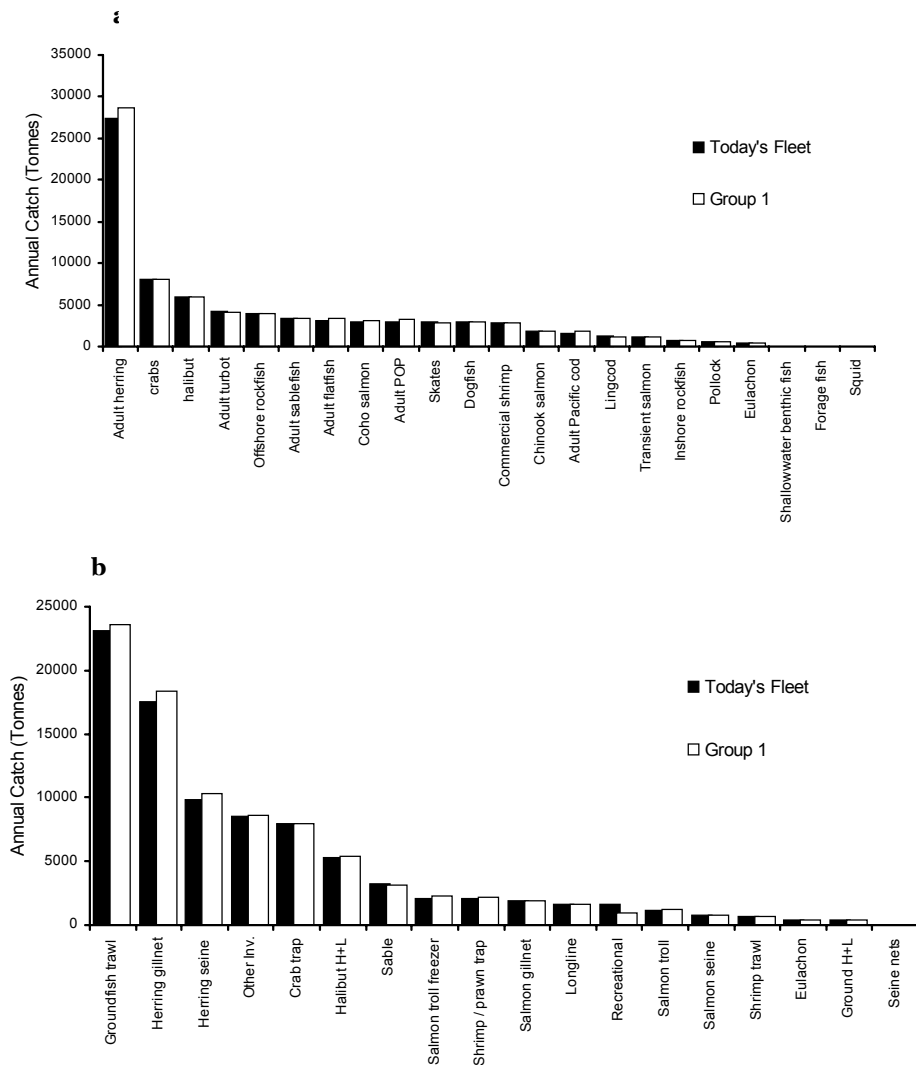 a
35000
30000
25000
20000
15000
10000
5000
0
Annual Catch (Tonnes)
Today's Fleet
Group 1
Adult herring
crabs
halibut
Adult turbot
Offshore rockfish
Adult sablefish
Adult flatfish
Coho salmon
Adult POP
Skates
Dogfish
Commercial shrimp
Chinook salmon
Adult Pacific cod
Lingcod
Transient salmon
Inshore rockfish
Pollock
Eulachon
Shallowwater benthic fish
Forage fish
Squid
b
25000
20000
15000
10000
5000
0
Annual Catch (Tonnes)
Today's Fleet
Group 1
Groundfish trawl
Herring gillnet
Herring seine
Other Inv.
Crab trap
Halibut H+L
Sable
Salmon troll freezer
Shrimp / prawn trap
Salmon gillnet
Longline
Recreational
Salmon troll
Salmon seine
Shrimp trawl
Eulachon
Ground H+L
Seine nets